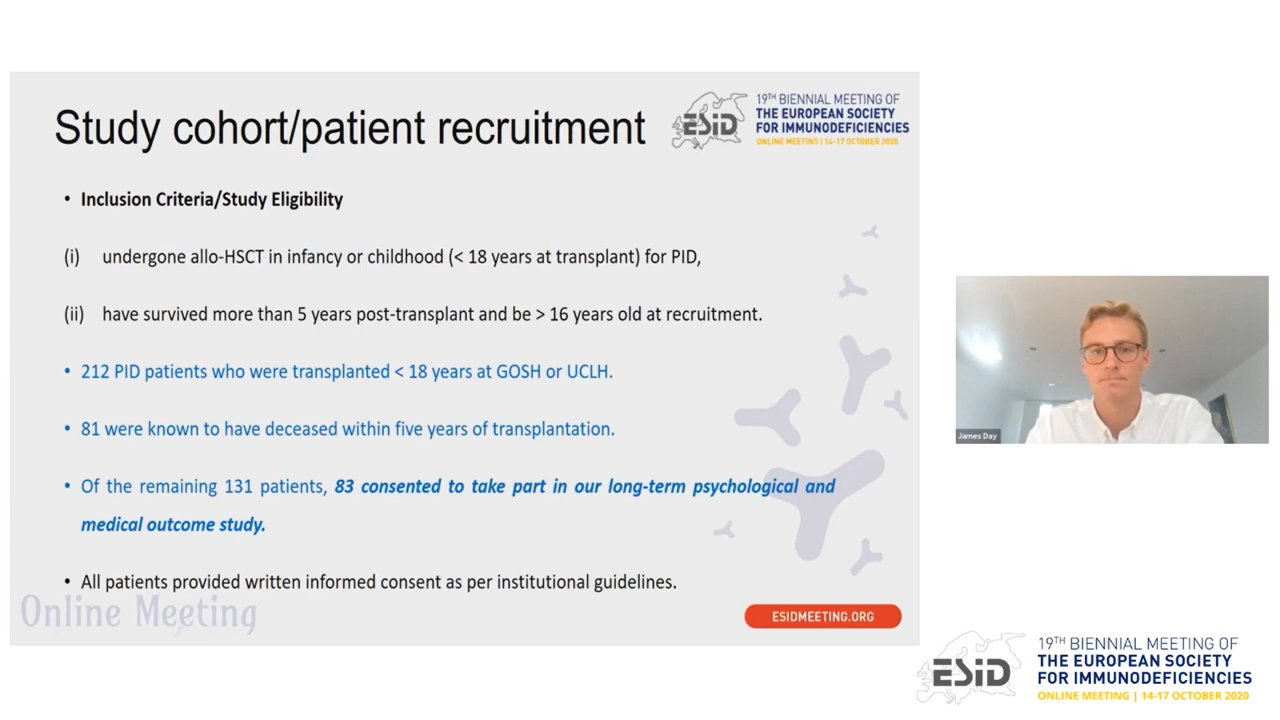 Study cohort/patient recruitment
ESiD
19TH BIENNIAL MEETING OF
THE EUROPEAN SOCIETY
FOR IMMUNODEFICIENCIES
ONLINE MEETING | 14-17 OCTOBER 2020
• Inclusion Criteria/Study Eligibility
(i) undergone allo-HSCT in infancy or childhood (< 18 years at transplant) for PID,
(ii) have survived more than 5 years post-transplant and be > 16 years old at recruitment.
• 212 PID patients who were transplanted < 18 years at GOSH or UCLH.
• 81 were known to have deceased within five years of transplantation.
• Of the remaining 131 patients, 83 consented to take part in our long-term psychological and
medical outcome study.
• All patients provided written informed consent as per institutional guidelines.
Online Meeting
ESIDMEETING.ORG
James Day
ESiD
19TH BIENNIAL MEETING OF
THE EUROPEAN SOCIETY
FOR IMMUNODEFICIENCIES
ONLINE MEETING | 14-17 OCTOBER 2020